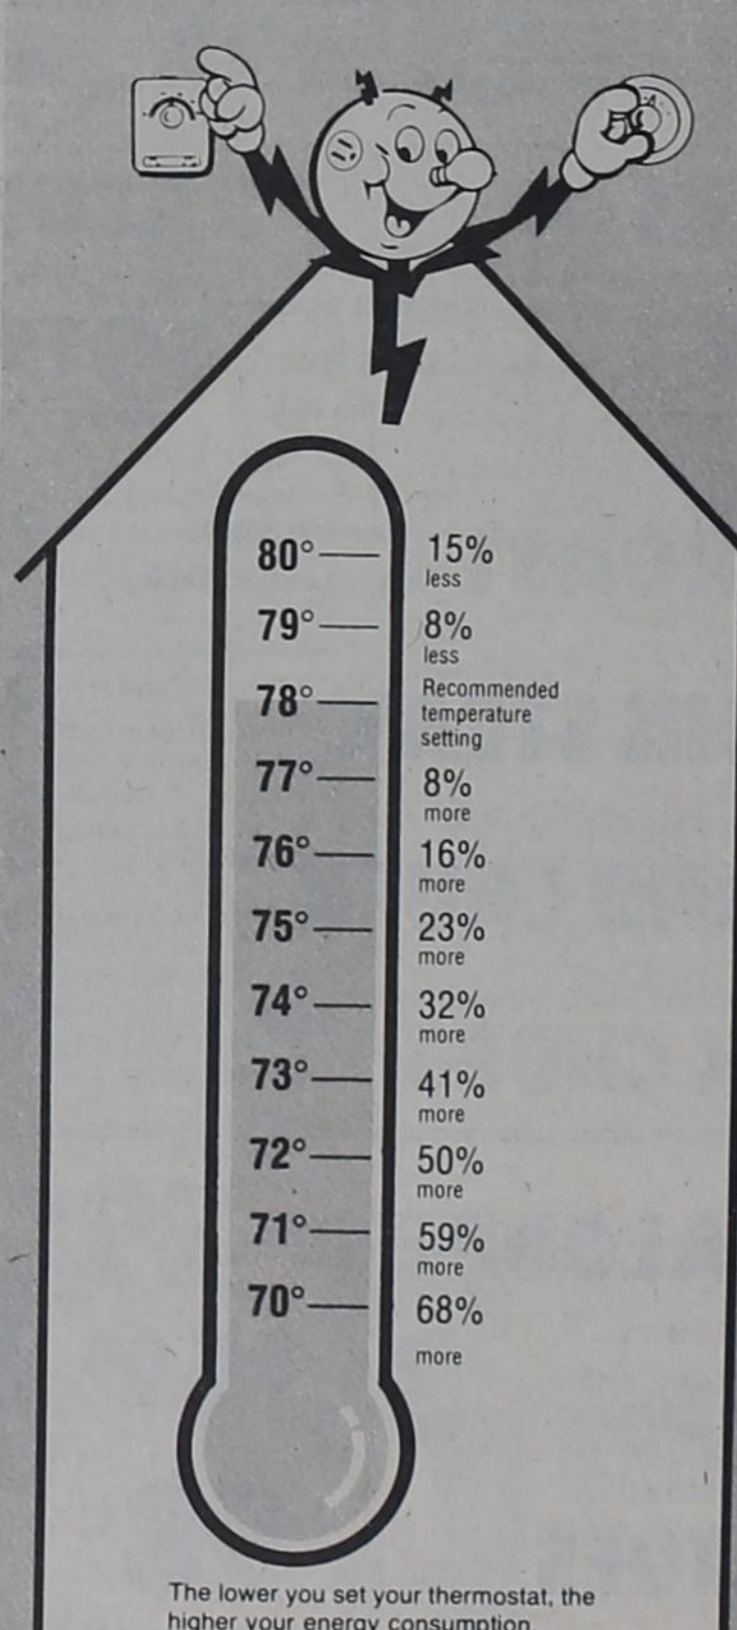 80° 15%
less
79° 8%
less
78° Recommended
temperature
setting
77° 8%
more
76° 16%
more
75° 23%
more
74° 32%
more
73° 41%
more
72° 50%
more
71° 59%
more
70° 68%
more
The lower you set your thermostat, the
higher your energy consumption.